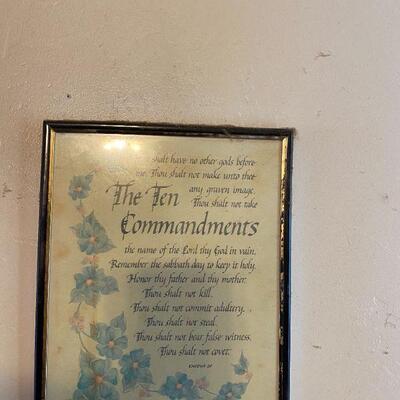 shalt have no other gods before
me. Thou shalt not make unto thee
any graven image.
The Ten
Thou shalt not take
Commandments
the name of the Lord thy God in vain.
Remember the sabbath day to keep it holy.
Honor thy father and thy mother.
Thou shalt not kill.
Thou shalt not commit adultery.
Thou shalt not steal.
Thou shalt not bear false witness.
Thou shalt not covet.
EXODUS 20